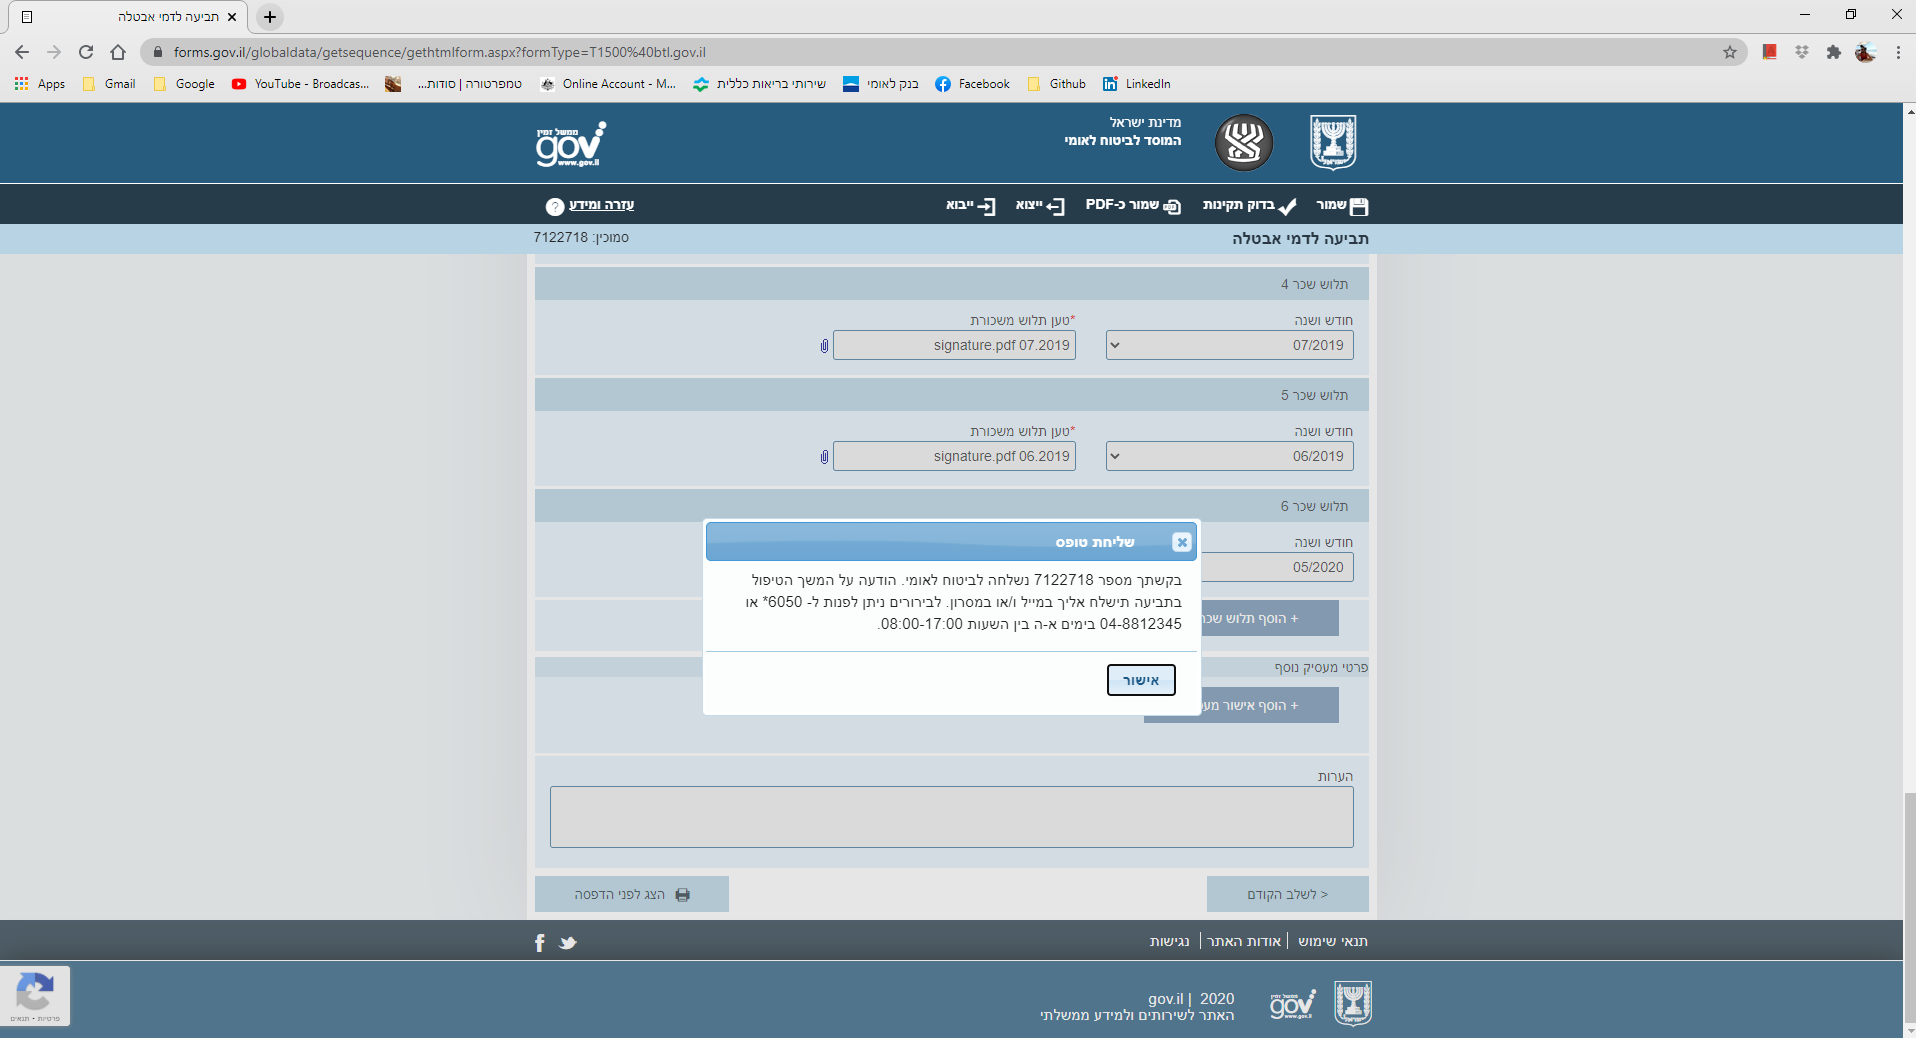 תביעה לדמי אבטלה
forms.gov.il/globaldata/getsequence/gethtmlform.aspx?formType=T1500%40btl.gov.il
Apps Gmail Google YouTube - Broadcas... טמפרטורה | סודות... Online Account - M... שירותי בריאות כללית בנק לאומי Facebook Github LinkedIn
מדינת ישראל
המוסד לביטוח לאומי
ממשל זמין
gov
www.gov.il
שמור בדוק תקינות שמור כ-PDF ייצוא ייבוא עזרה ומידע ?
תביעה לדמי אבטלה סמוכין: 7122718
תלוש שכר 4
חודש ושנה *טען תלוש משכורת
07/2019 signature.pdf 07.2019
תלוש שכר 5
חודש ושנה *טען תלוש משכורת
06/2019 signature.pdf 06.2019
תלוש שכר 6
חודש ושנה
05/2020
שליחת טופס
בקשתך מספר 7122718 נשלחה לביטוח לאומי. הודעה על המשך הטיפול
בתביעה תישלח אליך במייל ו/או במסרון. לבירורים ניתן לפנות ל- 6050* או
04-8812345 בימים א-ה בין השעות 08:00-17:00.
אישור
+ הוסף תלוש שכר
פרטי מעסיק נוסף
+ הוסף אישור מע
הערות
< לשלב הקודם הצג לפני הדפסה
תנאי שימוש | אודות האתר | נגישות
gov.il | 2020
האתר לשירותים ולמידע ממשלתי
gov
פרטיות - תנאים